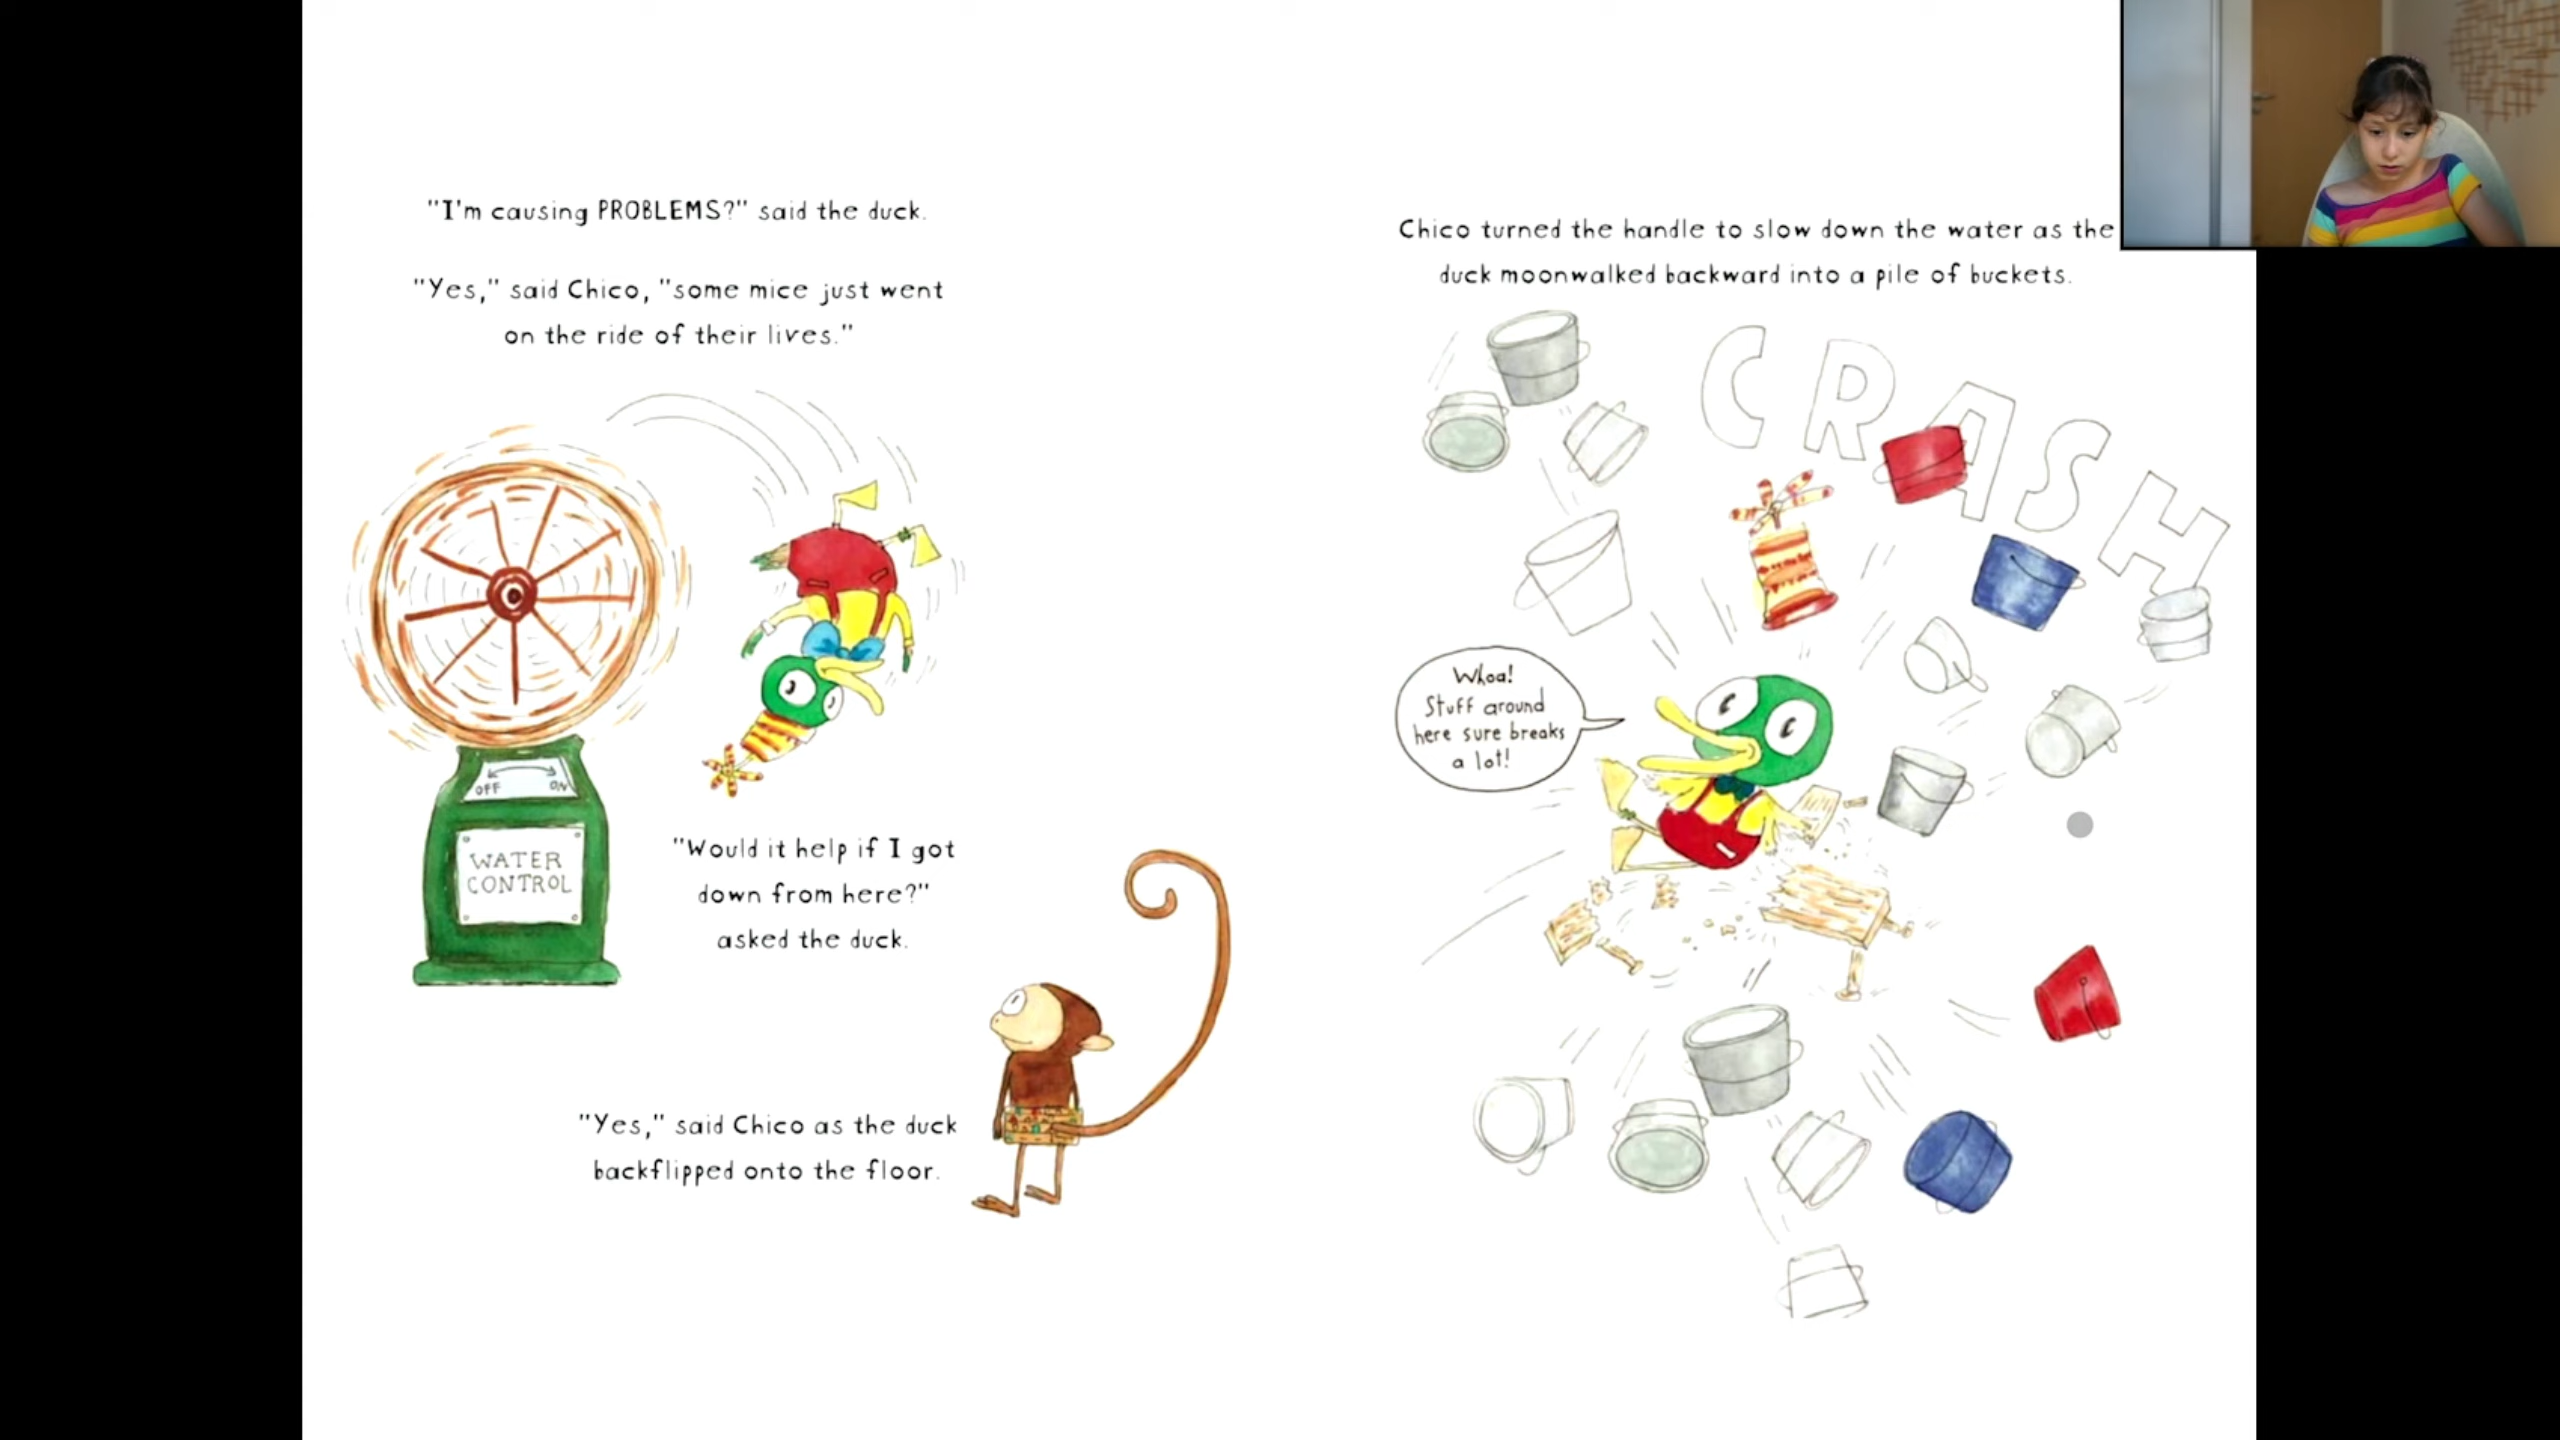 "I'm causing PROBLEMS?" said the duck.
"Yes," said Chico, "some mice just went
on the ride of their lives."
OFF ON
WATER
CONTROL
"Would it help if I got
down from here?"
asked the duck.
"Yes," said Chico as the duck
backflipped onto the floor.
Chico turned the handle to slow down the water as the
duck moonwalked backward into a pile of buckets.
CRASH
Whoa!
Stuff around
here sure breaks
a lot!